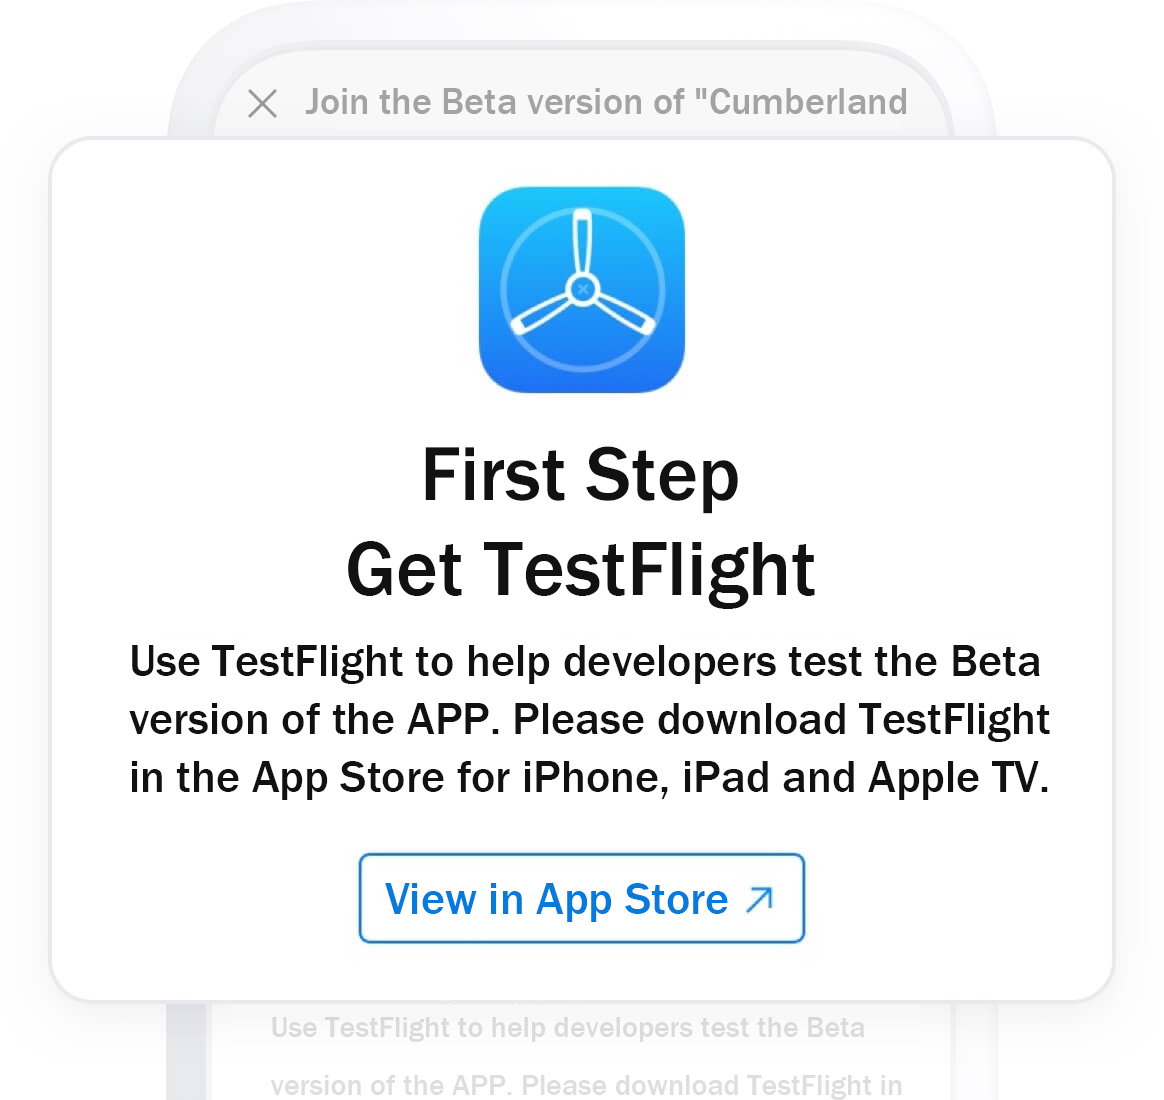 Join the Beta version of "Cumberland
First Step
Get TestFlight
Use TestFlight to help developers test the Beta
version of the APP. Please download TestFlight
in the App Store for iPhone, iPad and Apple TV.
View in App Store
Use TestFlight to help developers test the Beta
version of the APP. Please download TestFlight in